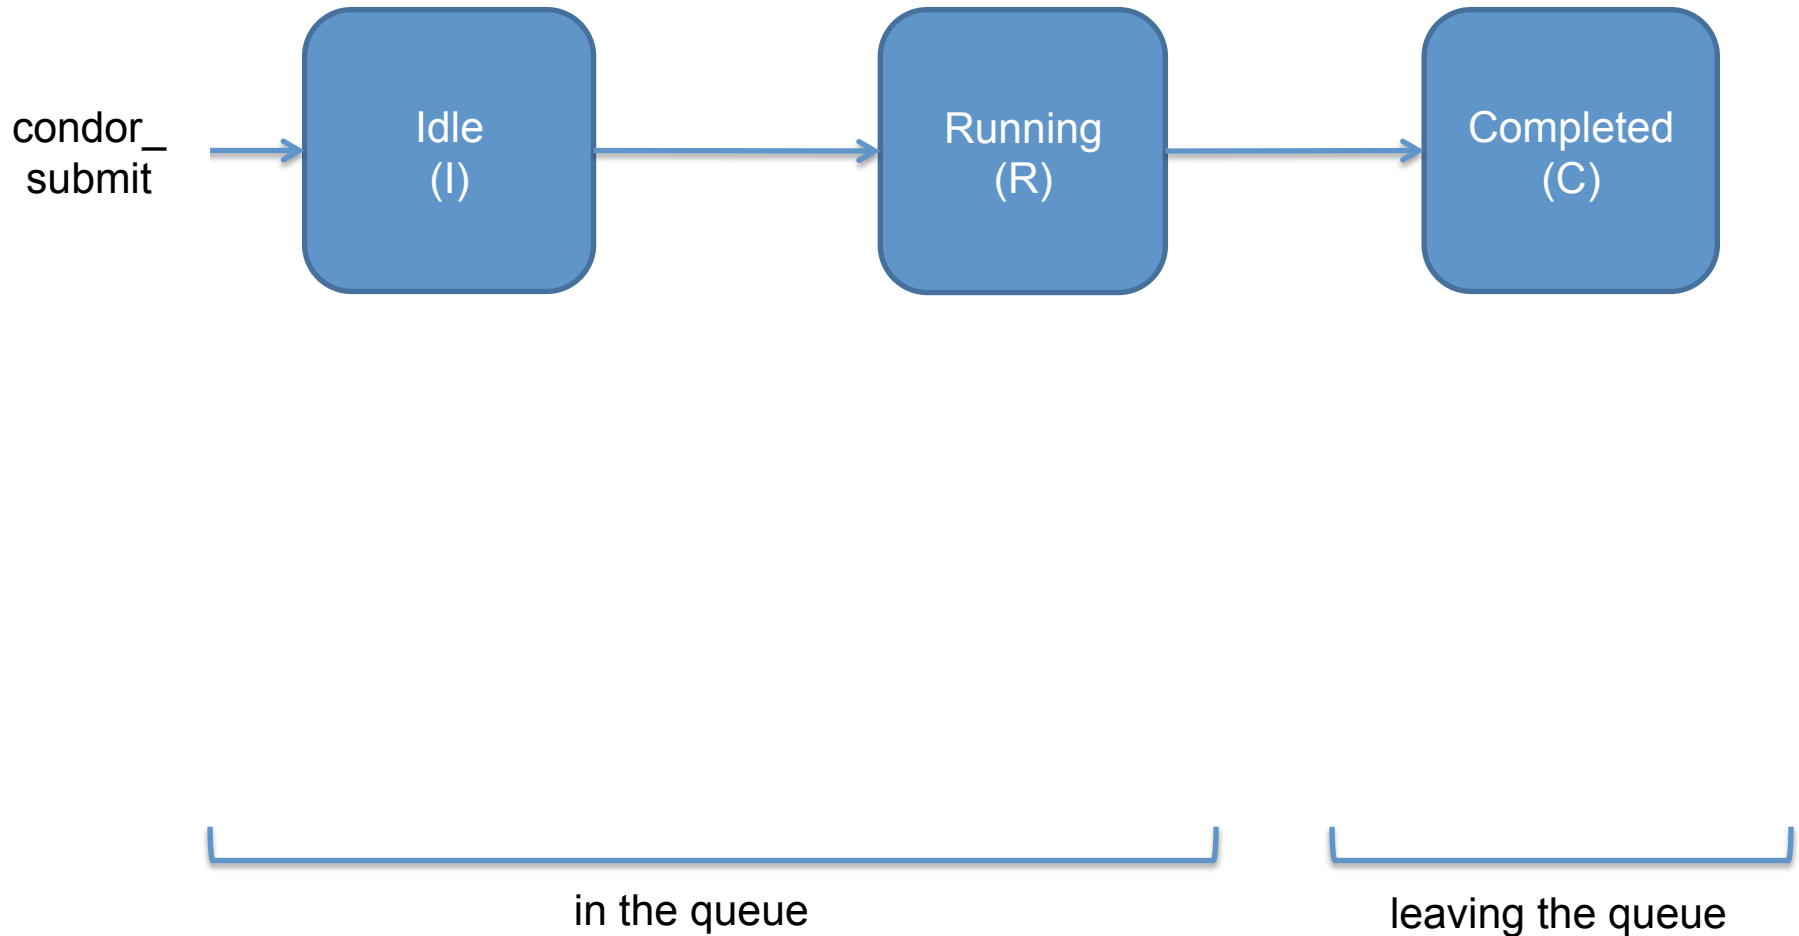 condor_
submit
Idle
(I)
Running
(R)
Completed
(C)
in the queue
leaving the queue